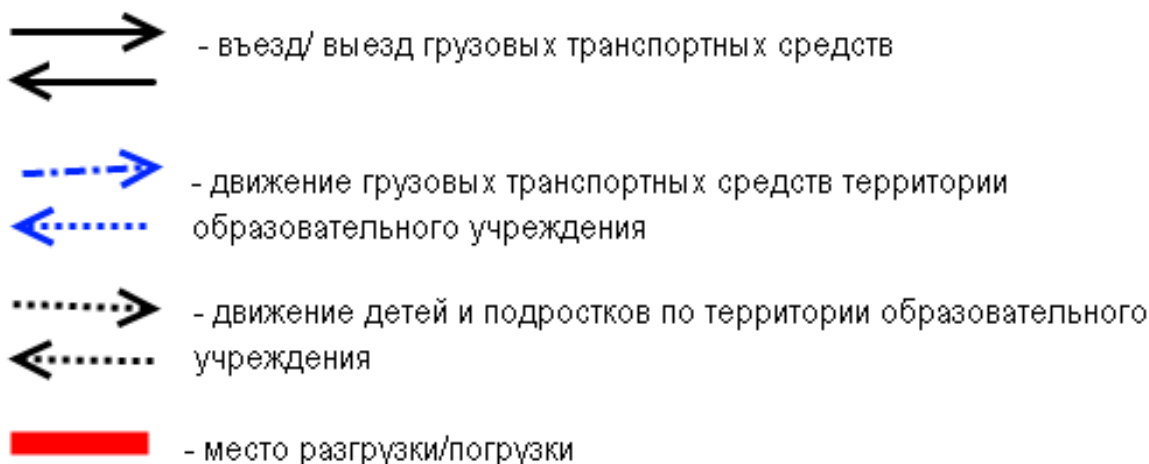 - въезд/ выезд грузовых транспортных средств
- движение грузовых транспортных средств территории
образовательного учреждения
- движение детей и подростков по территории образовательного
учреждения
- место разгрузки/погрузки